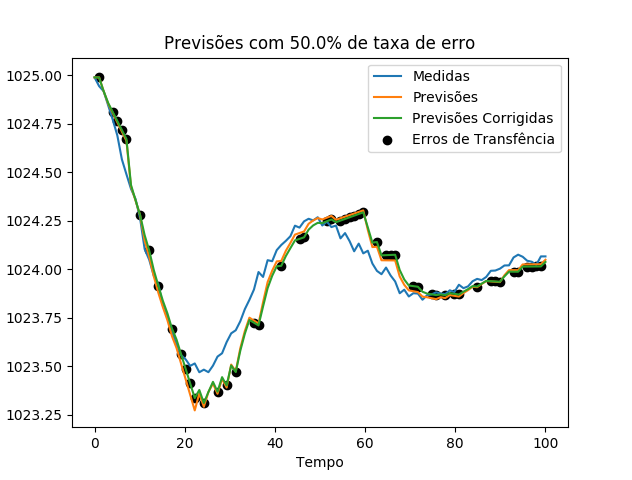 Previsões com 50.0% de taxa de erro
Medidas
Previsões
Previsões Corrigidas
Erros de Transfência
1025.00
1024.75
1024.50
1024.25
1024.00
1023.75
1023.50
1023.25
0 20 40 60 80 100
Tempo